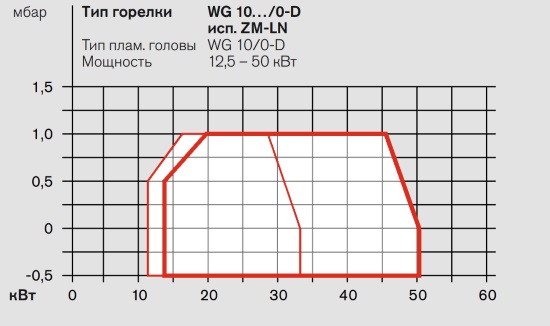 мбар
Тип горелки WG 10.../0-D
исп. ZM-LN
Тип плам. головы WG 10/0-D
Мощность 12,5 – 50 кВт
1,5
1,0
0,5
0
-0,5
кВт 0 10 20 30 40 50 60